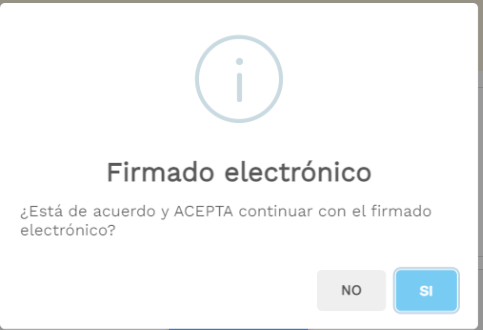 Firmado electrónico
¿Está de acuerdo y ACEPTA continuar con el firmado
electrónico?
NO
SI